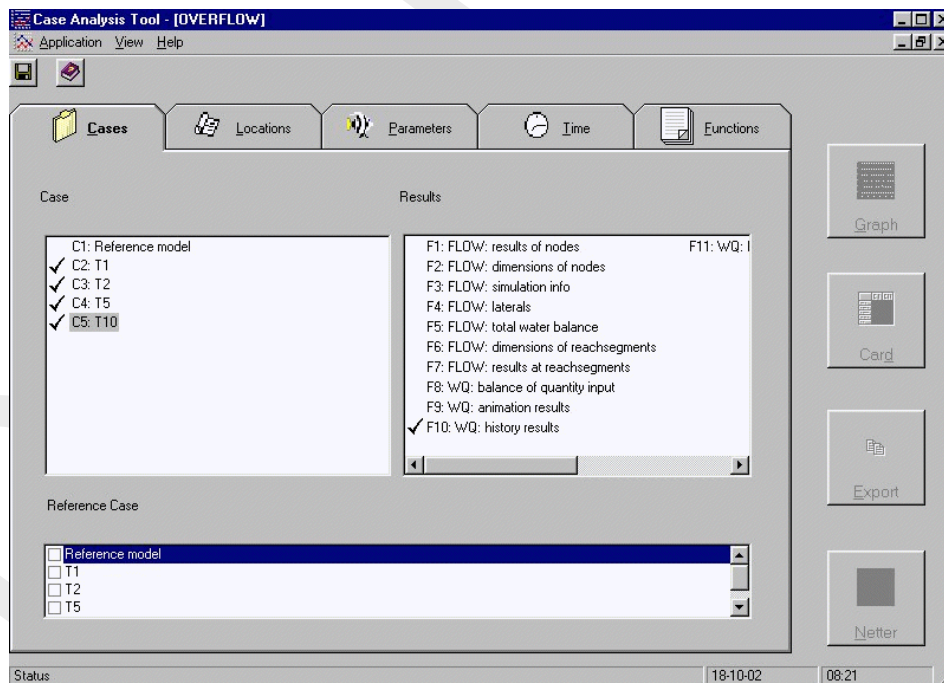 Case Analysis Tool - [OVERFLOW]
Application View Help
Cases
Locations
Parameters
Time
Functions
Case
C1: Reference model
C2: T1
C3: T2
C4: T5
C5: T10
Results
F1: FLOW: results of nodes
F2: FLOW: dimensions of nodes
F3: FLOW: simulation info
F4: FLOW: laterals
F5: FLOW: total water balance
F6: FLOW: dimensions of reachsegments
F7: FLOW: results at reachsegments
F8: WQ: balance of quantity input
F9: WQ: animation results
F10: WQ: history results
F11: WQ:
Reference Case
Reference model
T1
T2
T5
Graph
Card
Export
Netter
Status
18-10-02
08:21